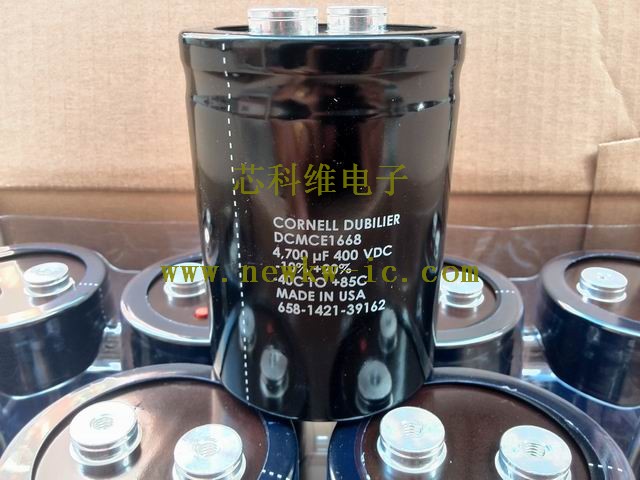 芯科维电子
CORNELL DUBILIER
DCMCE1668
4,700 µF 400 VDC
www.newkw-ic.com
-40C TO +85C
MADE IN USA
658-1421-39162